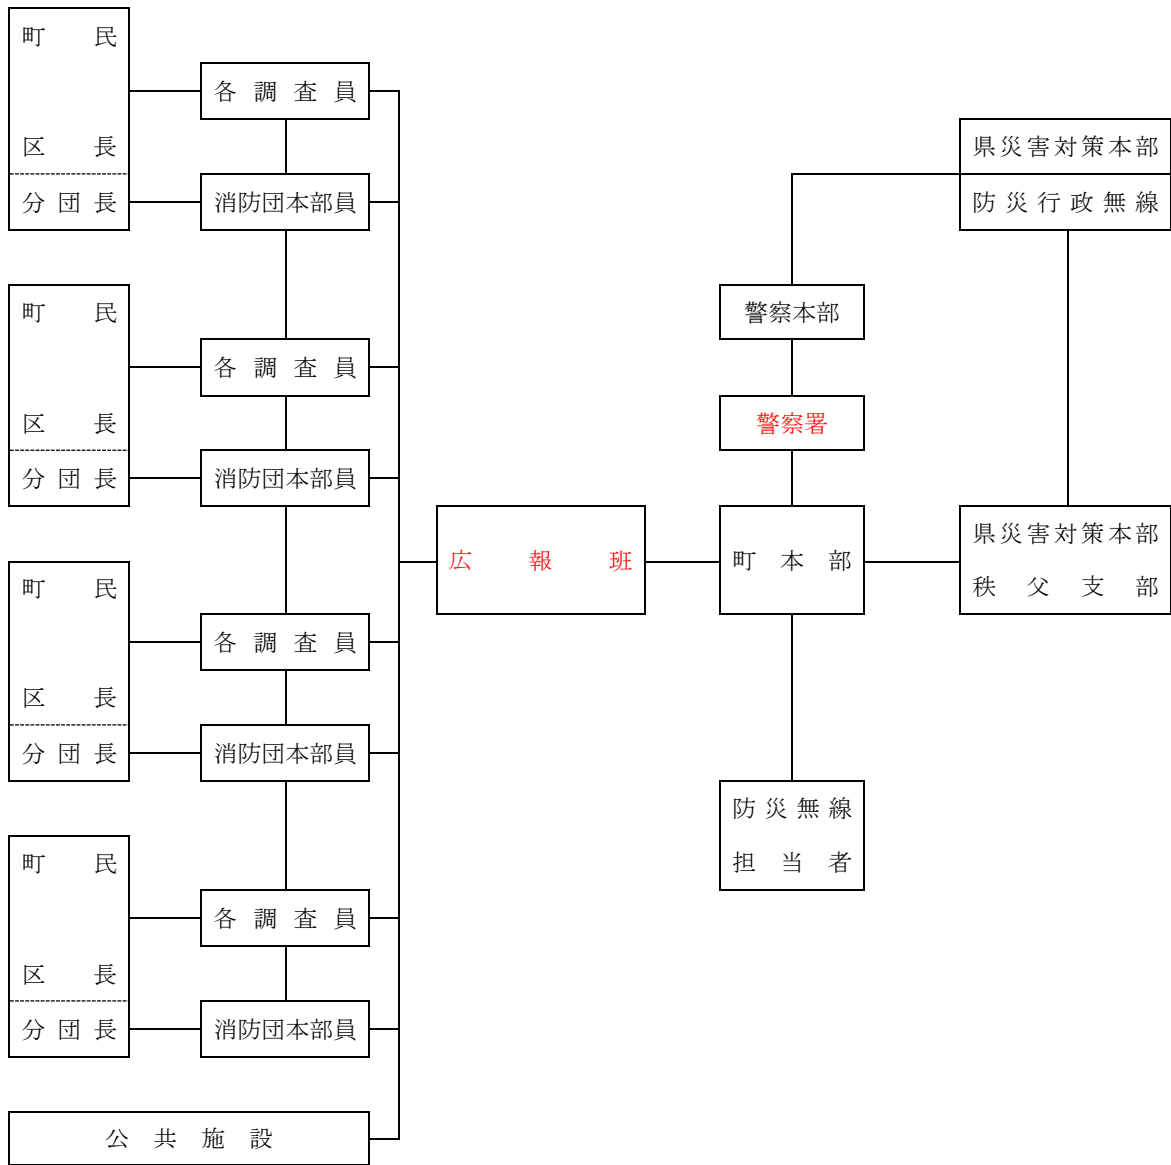 町民
区長
分団長
各調査員
消防団本部員
町民
区長
分団長
各調査員
消防団本部員
町民
区長
分団長
各調査員
消防団本部員
町民
区長
分団長
各調査員
消防団本部員
公共施設
広報班
県災害対策本部
防災行政無線
警察本部
警察署
町本部
県災害対策本部
秩父支部
防災無線
担当者